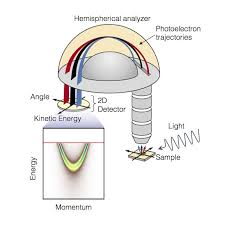 Hemispherical analyzer
Photoelectron
trajectories
Angle
2D
Detector
Kinetic Energy
Light
Sample
Energy
Momentum